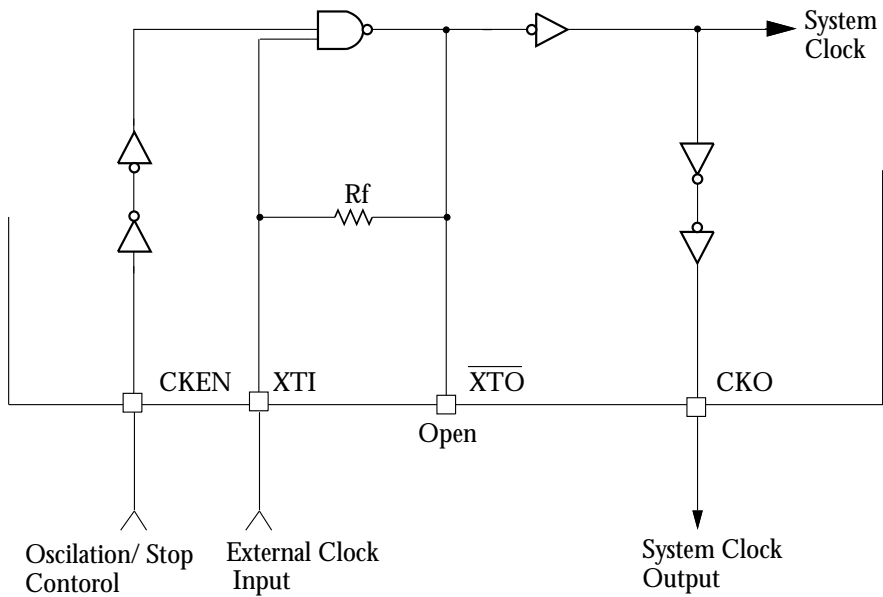 System
Clock
Rf
CKEN
XTI
XTO
CKO
Open
Oscilation/ Stop
Contorol
External Clock
Input
System Clock
Output